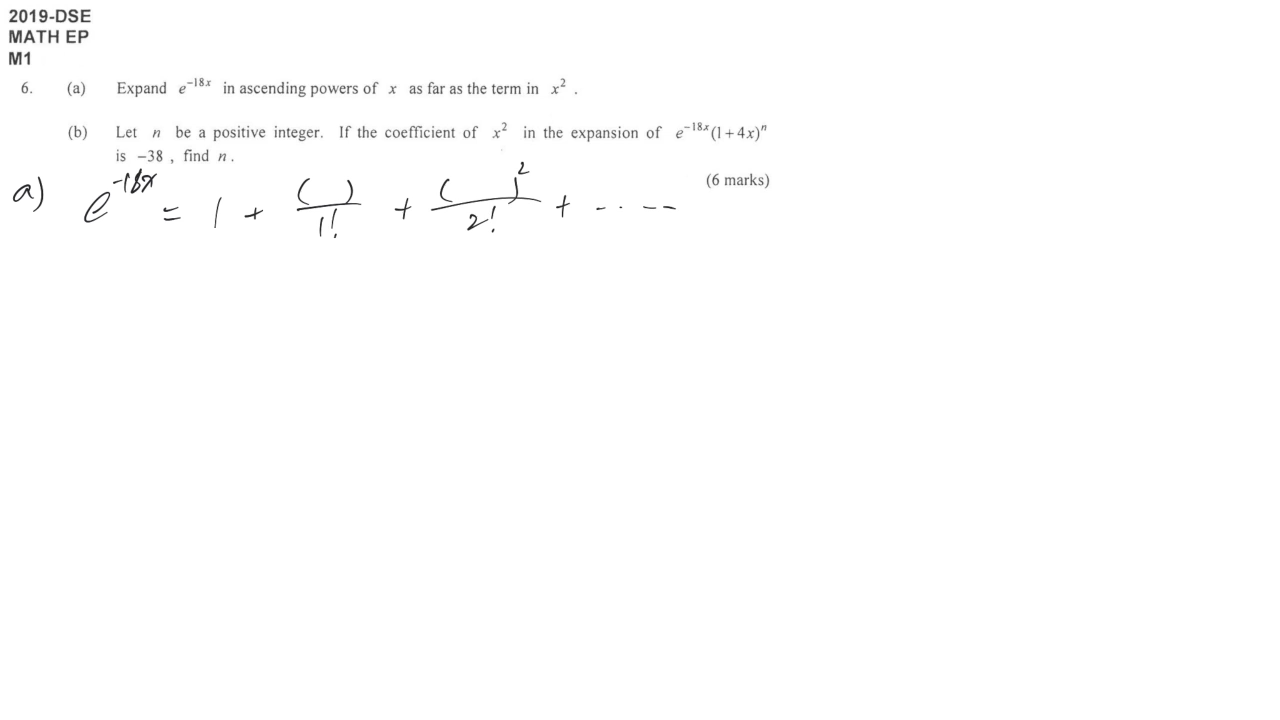 2019-DSE
MATH EP
M1
6. (a) Expand e^{-18x} in ascending powers of x as far as the term in x^2 .
(b) Let n be a positive integer. If the coefficient of x^2 in the expansion of e^{-18x}(1+4x)^n
is −38 , find n .
(6 marks)
a) e^{-18x} = 1 + ( )/1! + ( )^2/2! + ----